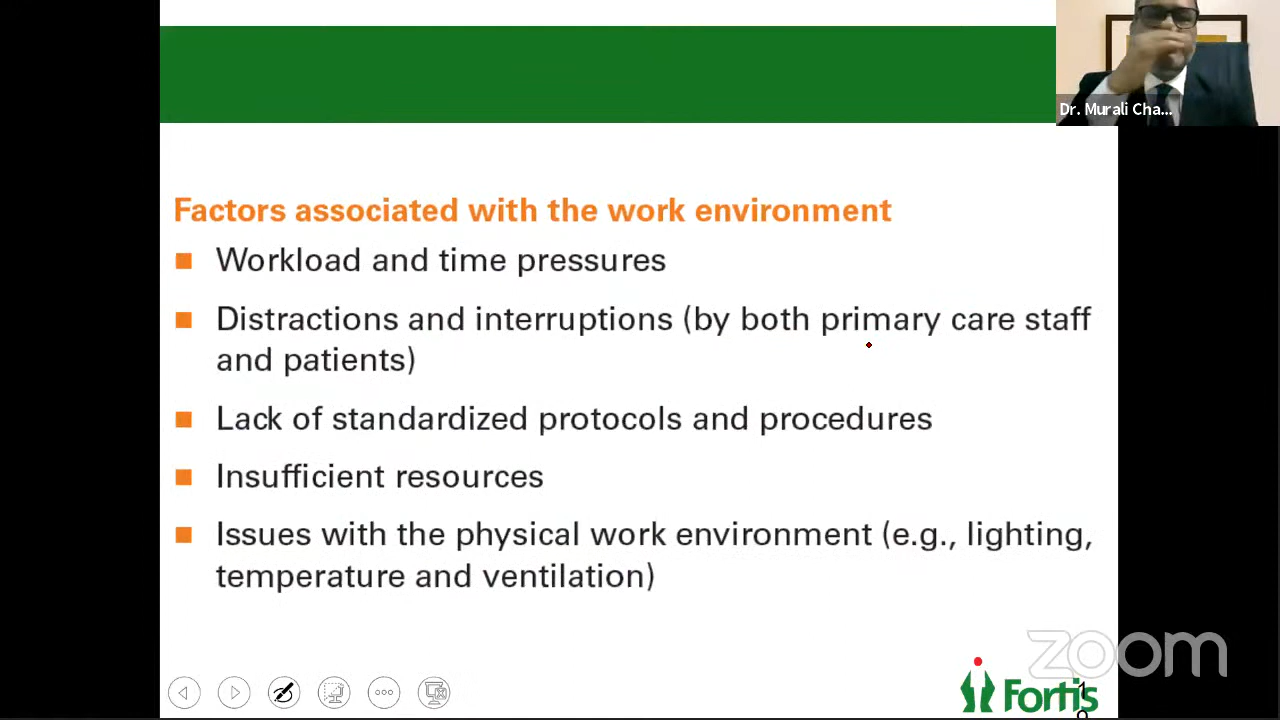 Dr. Murali Cha...
Factors associated with the work environment
Workload and time pressures
Distractions and interruptions (by both primary care staff
and patients)
Lack of standardized protocols and procedures
Insufficient resources
Issues with the physical work environment (e.g., lighting,
temperature and ventilation)
zoom
Fortis